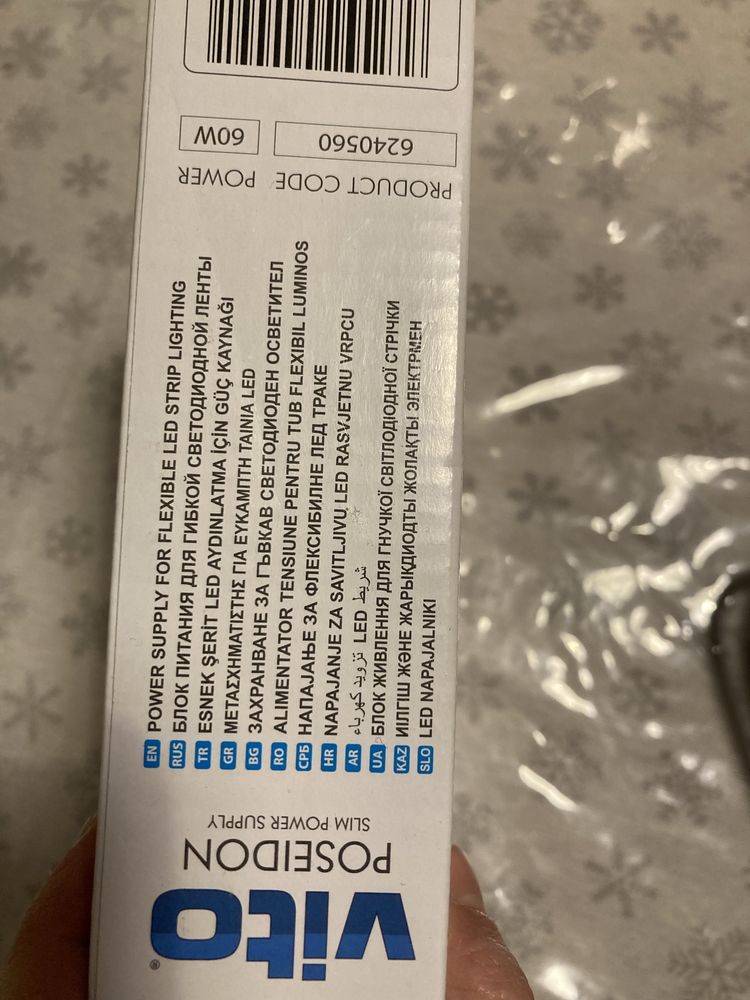 vito®
POSEIDON
SLIM POWER SUPPLY
EN POWER SUPPLY FOR FLEXIBLE LED STRIP LIGHTING
RUS БЛОК ПИТАНИЯ ДЛЯ ГИБКОЙ СВЕТОДИОДНОЙ ЛЕНТЫ
TR ESNEK ŞERİT LED AYDINLATMA İÇİN GÜÇ KAYNAĞI
GR ΜΕΤΑΣΧΗΜΑΤΙΣΤΗΣ ΓΙΑ ΕΥΚΑΜΠΤΗ ΤΑΙΝΙΑ LED
BG ЗАХРАНВАНЕ ЗА ГЪВКАВ СВЕТОДИОДЕН ОСВЕТИТЕЛ
RO ALIMENTATOR TENSIUNE PENTRU TUB FLEXIBIL LUMINOS
СРБ НАПАЈАЊЕ ЗА ФЛЕКСИБИЛНЕ ЛЕД ТРАКЕ
HR NAPAJANJE ZA SAVITLJIVU LED RASVJETNU VRPCU
AR تزويد كهرباء LED شريط
UA БЛОК ЖИВЛЕННЯ ДЛЯ ГНУЧКОЇ СВІТЛОДІОДНОЇ СТРІЧКИ
KAZ ИІЛГІШ ЖӘНЕ ЖАРЫКДИОДТЫ ЖОЛАҚТЫ ЭЛЕКТРМЕН
SLO LED NAPAJALNIKI
PRODUCT CODE POWER
6240560 60W